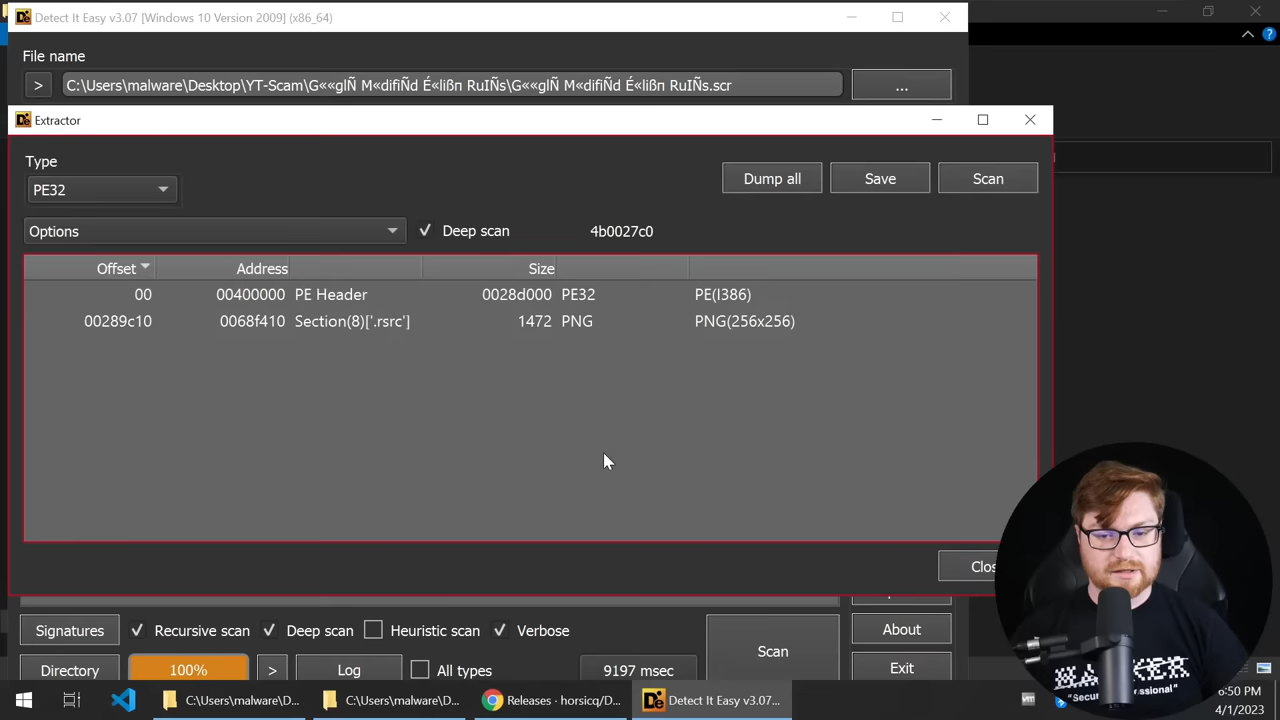 Detect It Easy v3.07 [Windows 10 Version 2009] (x86_64)
File name
>
C:\Users\malware\Desktop\YT-Scam\G««glÑ M«difiÑd É«lißn RuIÑs\G««glÑ M«difiÑd É«lißn RuIÑs.scr
...
Extractor
Type
PE32
Dump all
Save
Scan
Options
Deep scan
4b0027c0
Offset Address Size
00 00400000 PE Header 0028d000 PE32 PE(I386)
00289c10 0068f410 Section(8)['.rsrc'] 1472 PNG PNG(256x256)
Signatures
Recursive scan
Deep scan
Heuristic scan
Verbose
Scan
About
Directory
100%
>
Log
All types
9197 msec
Exit
C:\Users\malware\D...
C:\Users\malware\D...
Releases · horsicq/D...
Detect It Easy v3.07...
6:50 PM
4/1/2023